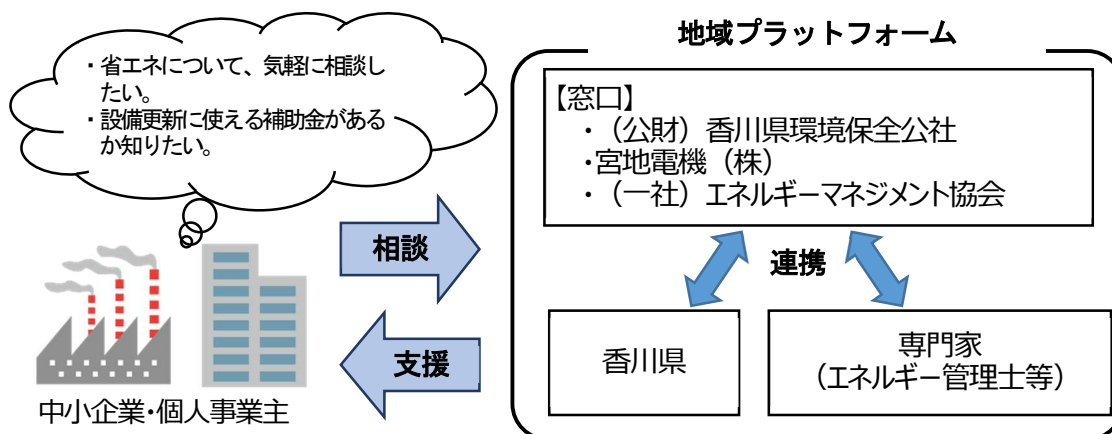 ・省エネについて、気軽に相談し
たい。
・設備更新に使える補助金がある
か知りたい。
地域プラットフォーム
【窓口】
・（公財）香川県環境保全公社
・宮地電機（株）
・（一社）エネルギーマネジメント協会
相談
連携
支援
香川県
専門家
（エネルギー管理士等）
中小企業・個人事業主